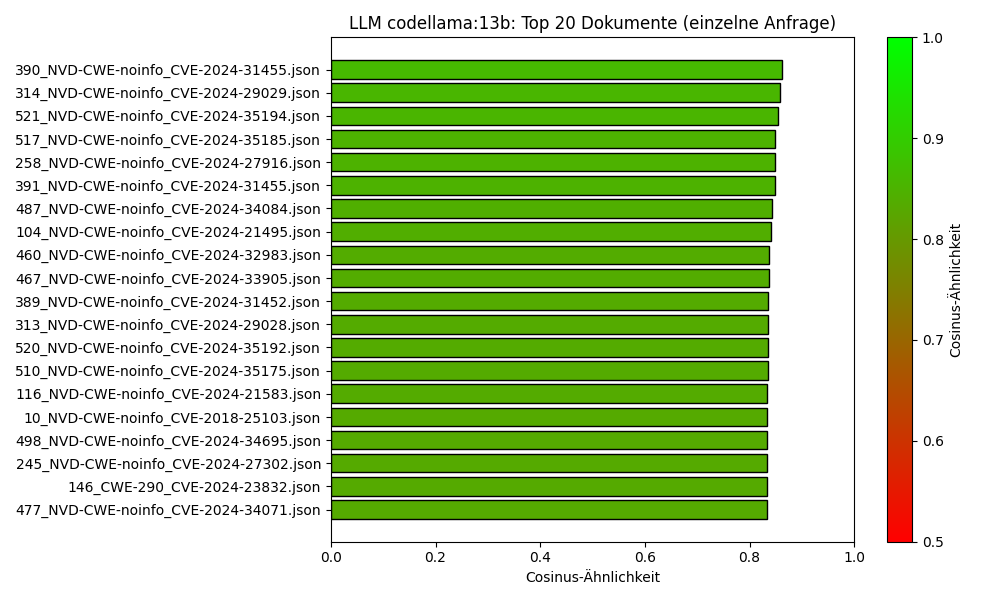 LLM codellama:13b: Top 20 Dokumente (einzelne Anfrage)
390_NVD-CWE-noinfo_CVE-2024-31455.json
314_NVD-CWE-noinfo_CVE-2024-29029.json
521_NVD-CWE-noinfo_CVE-2024-35194.json
517_NVD-CWE-noinfo_CVE-2024-35185.json
258_NVD-CWE-noinfo_CVE-2024-27916.json
391_NVD-CWE-noinfo_CVE-2024-31455.json
487_NVD-CWE-noinfo_CVE-2024-34084.json
104_NVD-CWE-noinfo_CVE-2024-21495.json
460_NVD-CWE-noinfo_CVE-2024-32983.json
467_NVD-CWE-noinfo_CVE-2024-33905.json
389_NVD-CWE-noinfo_CVE-2024-31452.json
313_NVD-CWE-noinfo_CVE-2024-29028.json
520_NVD-CWE-noinfo_CVE-2024-35192.json
510_NVD-CWE-noinfo_CVE-2024-35175.json
116_NVD-CWE-noinfo_CVE-2024-21583.json
10_NVD-CWE-noinfo_CVE-2018-25103.json
498_NVD-CWE-noinfo_CVE-2024-34695.json
245_NVD-CWE-noinfo_CVE-2024-27302.json
146_CWE-290_CVE-2024-23832.json
477_NVD-CWE-noinfo_CVE-2024-34071.json
0.0 0.2 0.4 0.6 0.8 1.0
Cosinus-Ähnlichkeit
1.0
0.9
0.8
0.7
0.6
0.5
Cosinus-Ähnlichkeit